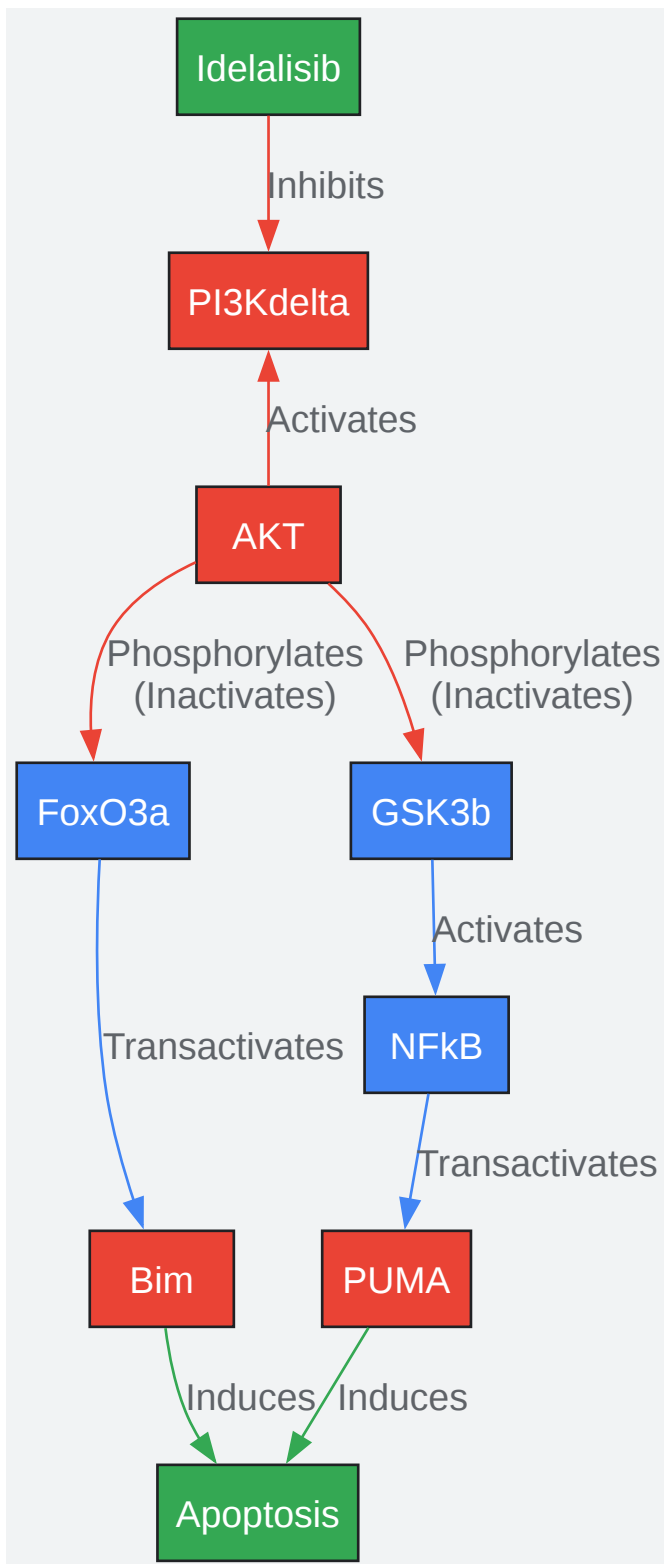 Idelalisib
Inhibits
PI3Kdelta
Activates
AKT
Phosphorylates
(Inactivates)
Phosphorylates
(Inactivates)
FoxO3a
GSK3b
Activates
Transactivates
NFkB
Transactivates
Bim
PUMA
Induces
Induces
Apoptosis